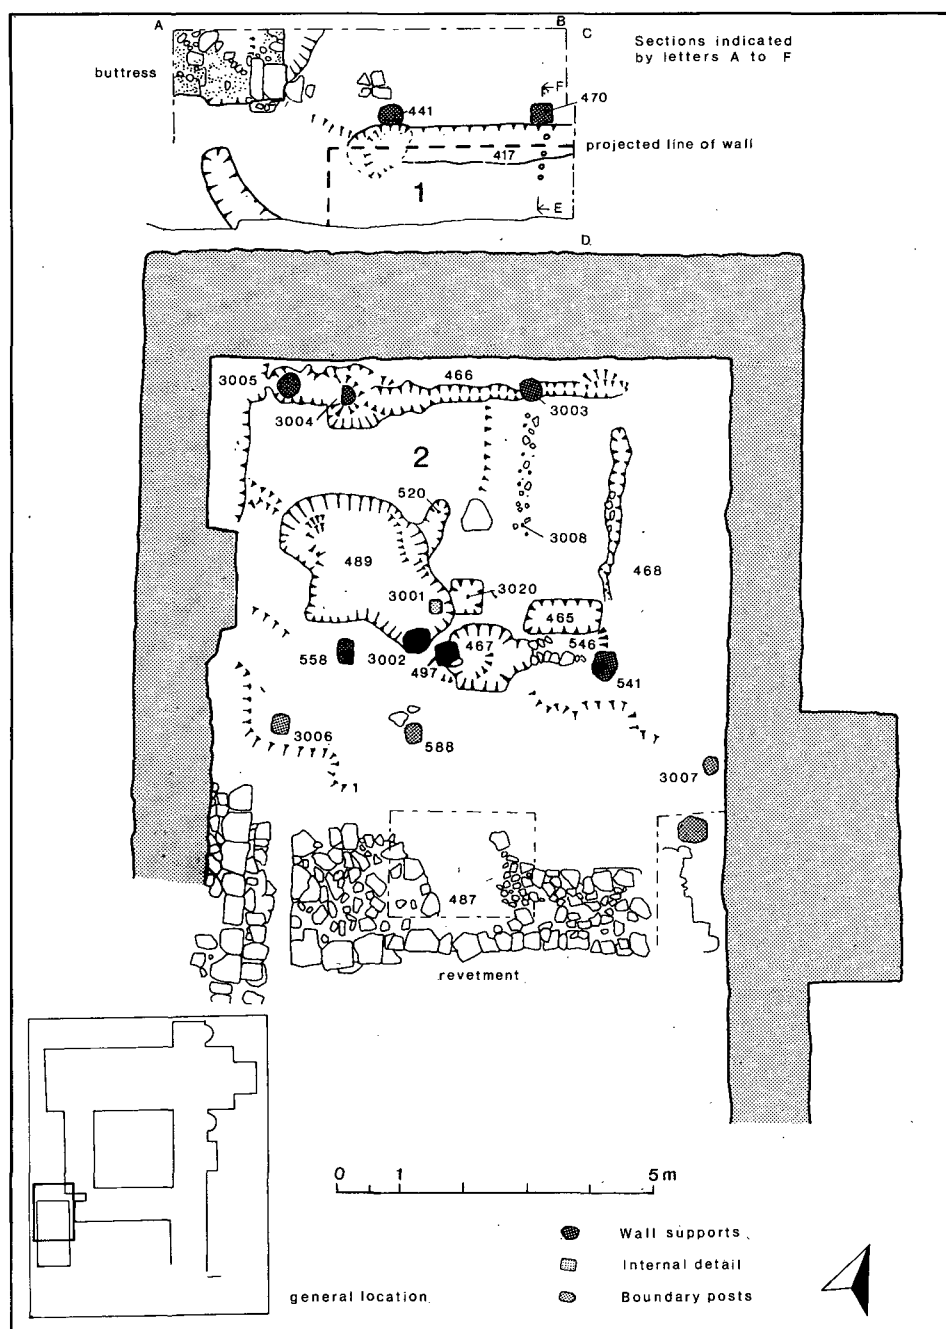 A
B
C
Sections indicated
by letters A to F
buttress
F
441
470
projected line of wall
417
1
E
D
3005
466
3004
3003
2
520
3008
489
468
3001
3020
465
546
467
558
3002
497
541
3006
588
3007
487
revetment
0 1 5m
Wall supports
Internal detail
general location
Boundary posts